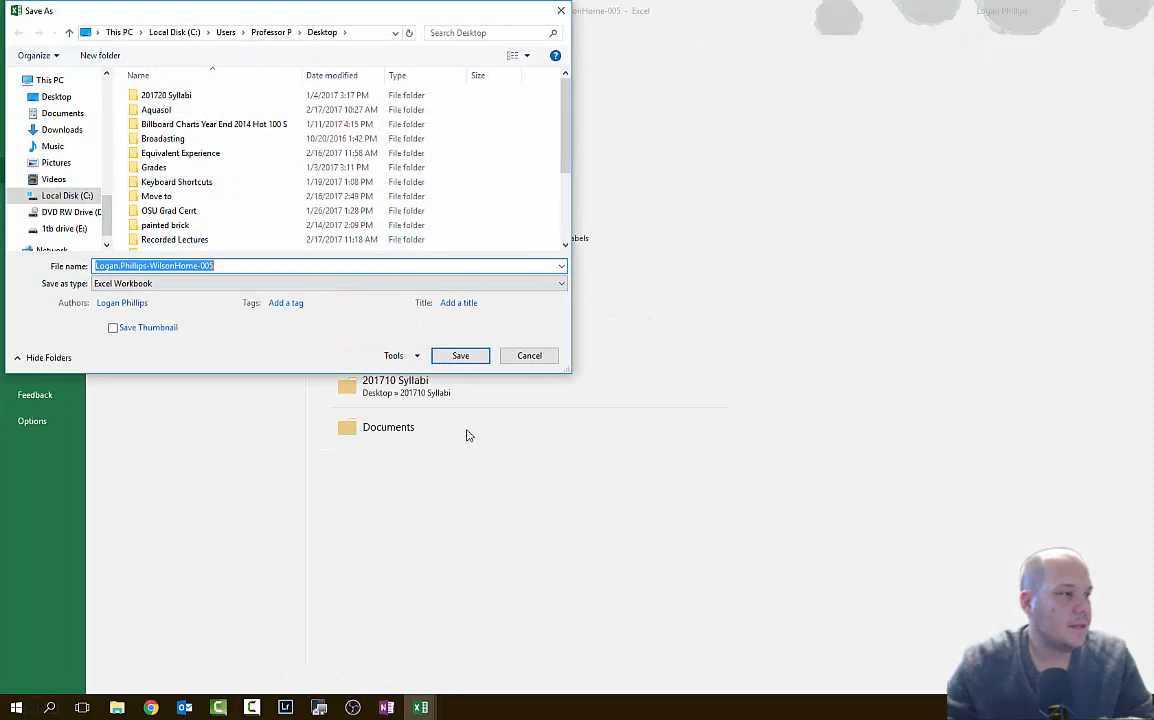 Save As
onHome-005 - Excel
Logan Phillips
This PC > Local Disk (C:) > Users > Professor P > Desktop >
Search Desktop
Organize
New folder
This PC
Desktop
Documents
Downloads
Music
Pictures
Videos
Local Disk (C:)
DVD RW Drive (D
1tb drive (E:)
Network
Name Date modified Type Size
201720 Syllabi 1/4/2017 3:17 PM File folder
Aquasol 2/17/2017 10:27 AM File folder
Billboard Charts Year End 2014 Hot 100 S 1/11/2017 4:15 PM File folder
Broadasting 10/20/2016 1:42 PM File folder
Equivalent Experience 2/16/2017 11:58 AM File folder
Grades 1/3/2017 3:11 PM File folder
Keyboard Shortcuts 1/19/2017 1:08 PM File folder
Move to 2/16/2017 2:49 PM File folder
OSU Grad Cerrt 1/26/2017 1:28 PM File folder
painted brick 2/14/2017 2:09 PM File folder
Recorded Lectures 2/17/2017 11:18 AM File folder
abels
File name: Logan.Phillips-WilsonHome-005
Save as type: Excel Workbook
Authors: Logan Phillips Tags: Add a tag Title: Add a title
Save Thumbnail
Hide Folders
Tools Save Cancel
201710 Syllabi
Desktop » 201710 Syllabi
Documents
Feedback
Options